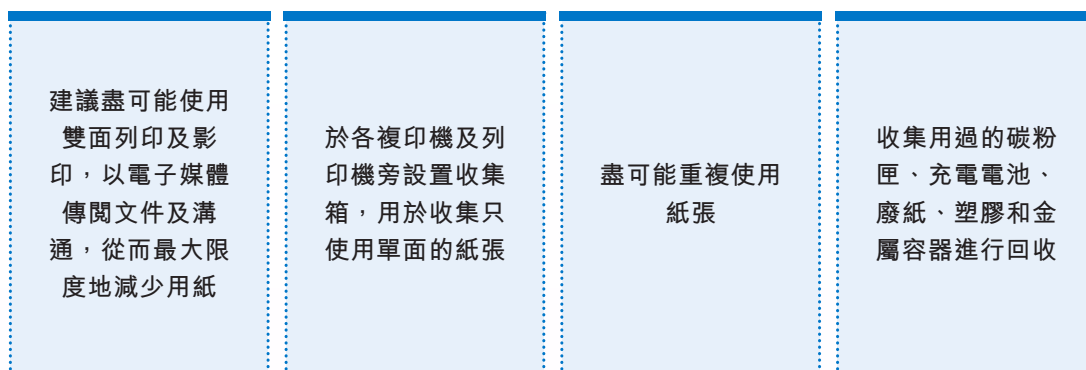 建議盡可能使用
雙面列印及影
印，以電子媒體
傳閱文件及溝
通，從而最大限
度地減少用紙
於各複印機及列
印機旁設置收集
箱，用於收集只
使用單面的紙張
盡可能重複使用
紙張
收集用過的碳粉
匣、充電電池、
廢紙、塑膠和金
屬容器進行回收